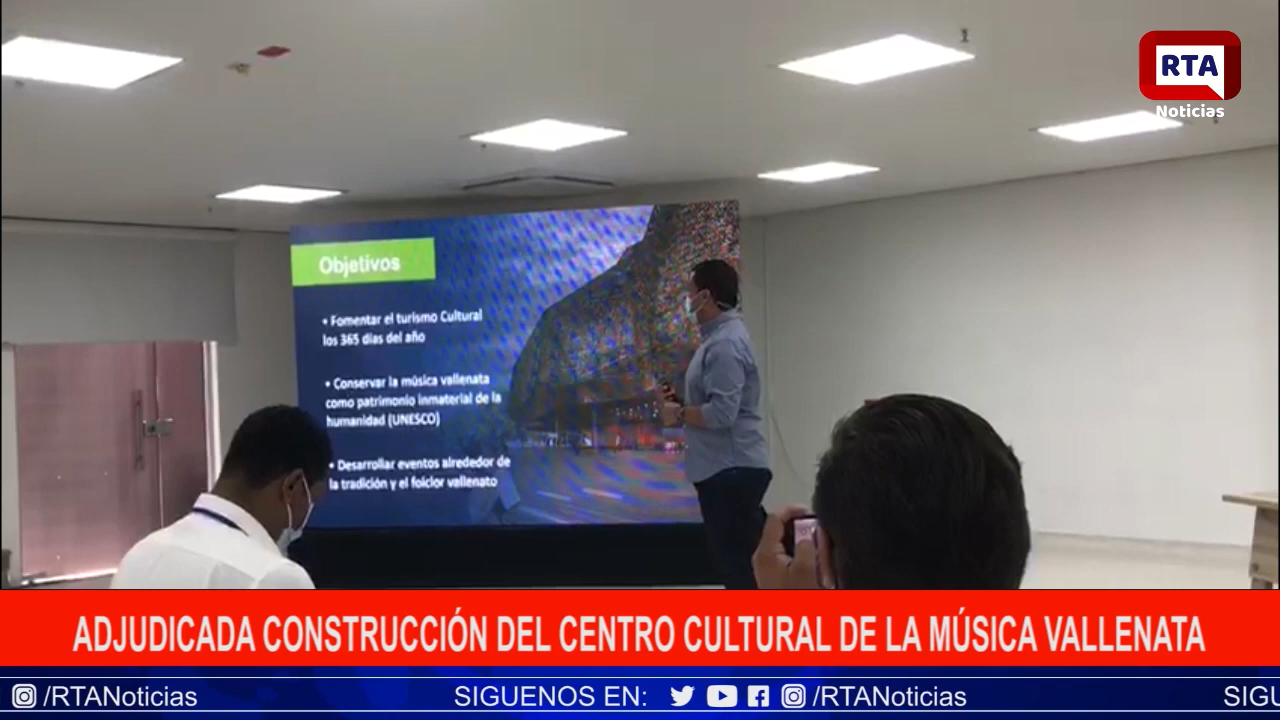 RTA
Noticias
Objetivos
• Fomentar el turismo Cultural
los 365 días del año
• Conservar la música vallenata
como patrimonio inmaterial de la
humanidad (UNESCO)
• Desarrollar eventos alrededor de
la tradición y el folclor vallenato
ADJUDICADA CONSTRUCCIÓN DEL CENTRO CULTURAL DE LA MÚSICA VALLENATA
/RTANoticias SIGUENOS EN: /RTANoticias SIGU